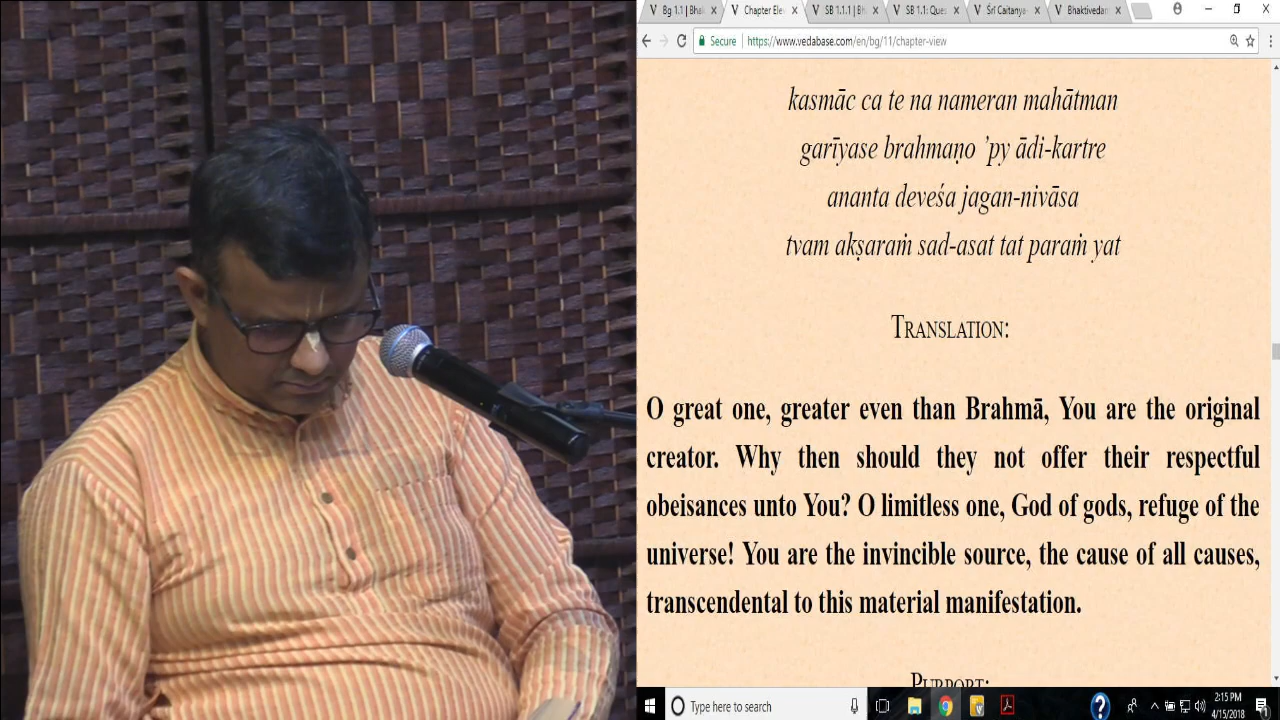 Bg 1.1 | Bha
Chapter Elev
SB 1.1.1 | Bh
SB 1.1: Ques
Śrī Caitanya-
Bhaktivedan
Secure
https://www.vedabase.com/en/bg/11/chapter-view
kasmāc ca te na nameran mahātman
garīyase brahmaṇo ’py ādi-kartre
ananta deveśa jagan-nivāsa
tvam akṣaraṁ sad-asat tat paraṁ yat
TRANSLATION:
O great one, greater even than Brahmā, You are the original
creator. Why then should they not offer their respectful
obeisances unto You? O limitless one, God of gods, refuge of the
universe! You are the invincible source, the cause of all causes,
transcendental to this material manifestation.
PURPORT:
Type here to search
2:15 PM
4/15/2018